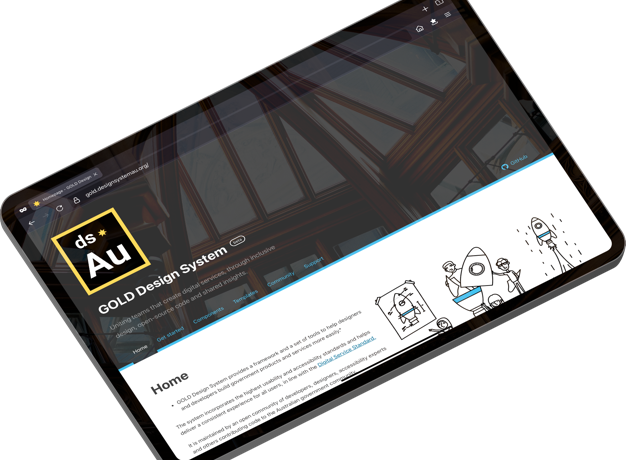 Homepage - GOLD Design
gold.designsystemau.org/
GitHub
ds
Au
GOLD Design System beta
Uniting teams that create digital services, through inclusive
design, open-source code and shared insights.
Home Get started Components Templates Community Support
Home
• GOLD Design System provides a framework and a set of tools to help designers
and developers build government products and services more easily."
The system incorporates the highest usability and accessibility standards and helps
deliver a consistent experience for all users, in line with the Digital Service Standard.
It is maintained by an open community of developers, designers, accessibility experts
and others contributing code to the Australian government community.